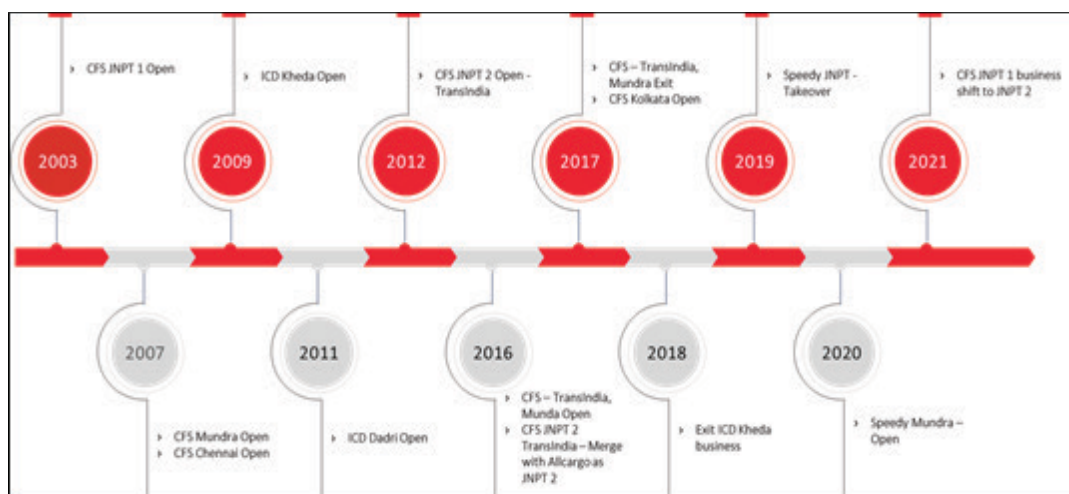 › CFS JNPT 1 Open
› ICD Kheda Open
› CFS JNPT 2 Open -
TransIndia
› CFS – TransIndia,
Mundra Exit
› CFS Kolkata Open
› Speedy JNPT -
Takeover
› CFS JNPT 1 business
shift to JNPT 2
2003
2009
2012
2017
2019
2021
2007
2011
2016
2018
2020
› CFS Mundra Open
› CFS Chennai Open
› ICD Dadri Open
› CFS – TransIndia,
Munda Open
› CFS JNPT 2
TransIndia – Merge
with Allcargo as
JNPT 2
› Exit ICD Kheda
business
› Speedy Mundra –
Open